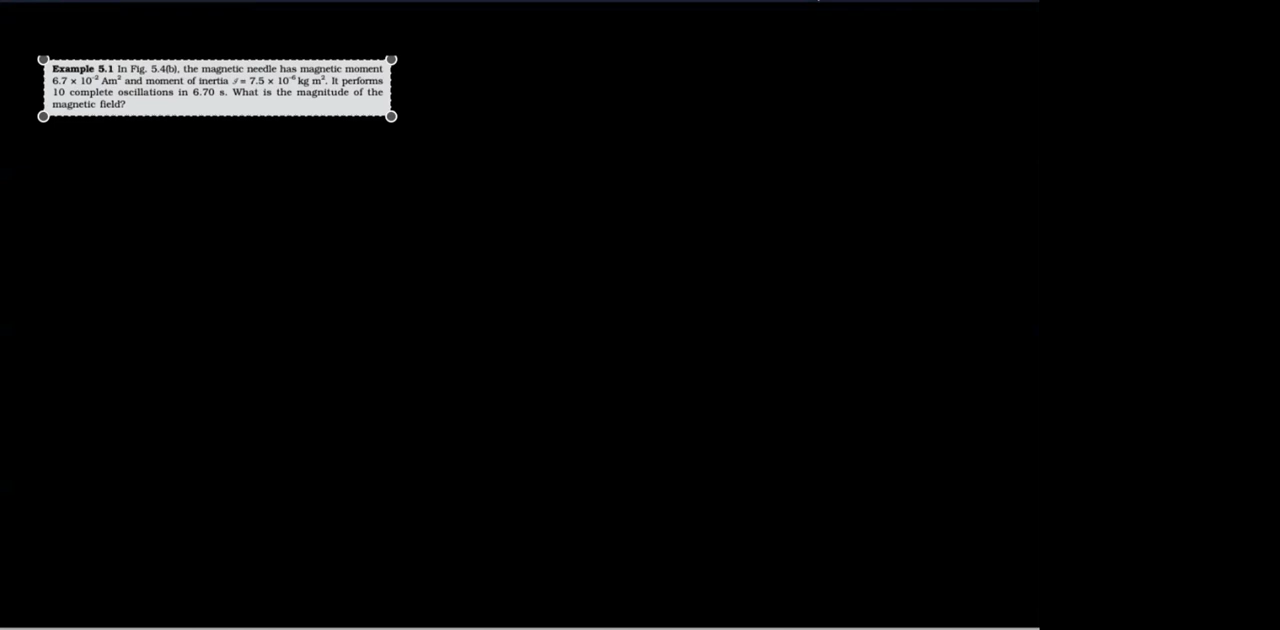 Example 5.1 In Fig. 5.4(b), the magnetic needle has magnetic moment
6.7 × 10⁻² Am² and moment of inertia 𝓘 = 7.5 × 10⁻⁶ kg m². It performs
10 complete oscillations in 6.70 s. What is the magnitude of the
magnetic field?